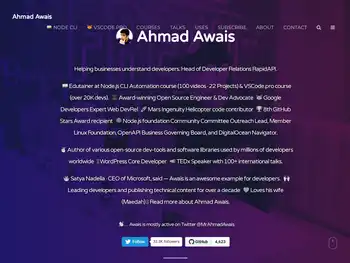 Ahmad Awais
NODE CLI VSCODE PRO COURSES TALKS USES SUBSCRIBE ABOUT CONTACT
Ahmad Awais
Helping businesses understand developers. Head of Developer Relations RapidAPI.
Edutainer at Node.js CLI Automation course (100 videos · 22 Projects) & VSCode.pro course
(over 20K devs). Award-winning Open Source Engineer & Dev Advocate Google
Developers Expert Web DevRel Mars Ingenuity Helicopter code contributor 8th GitHub
Stars Award recipient Node.js foundation Community Committee Outreach Lead, Member
Linux Foundation, OpenAPI Business Governing Board, and DigitalOcean Navigator.
Author of various open-source dev-tools and software libraries used by millions of developers
worldwide WordPress Core Developer TEDx Speaker with 100+ international talks.
Satya Nadella · CEO of Microsoft, said — Awais is an awesome example for developers.
Leading developers and publishing technical content for over a decade Loves his wife
(Maedah) Read more about Ahmad Awais.
… Awais is mostly active on Twitter @MrAhmadAwais
Follow Followers GitHub 4,623